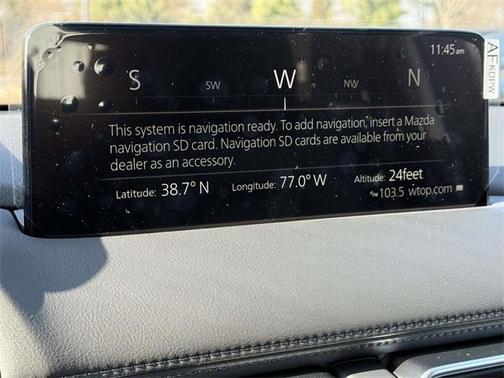 11:45am
S SW W NW N
This system is navigation ready. To add navigation, insert a Mazda
navigation SD card. Navigation SD cards are available from your
dealer as an accessory.
Latitude: 38.7° N Longitude: 77.0° W Altitude: 24feet
103.5 wtop.com
AF
KDPW